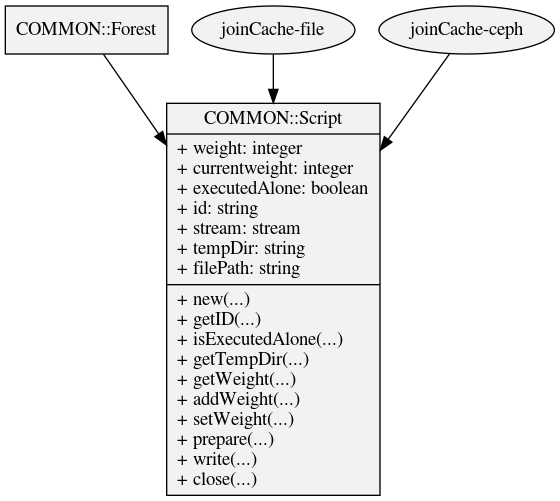 COMMON::Forest
joinCache-file
joinCache-ceph
COMMON::Script
+ weight: integer
+ currentweight: integer
+ executedAlone: boolean
+ id: string
+ stream: stream
+ tempDir: string
+ filePath: string
+ new(...)
+ getID(...)
+ isExecutedAlone(...)
+ getTempDir(...)
+ getWeight(...)
+ addWeight(...)
+ setWeight(...)
+ prepare(...)
+ write(...)
+ close(...)